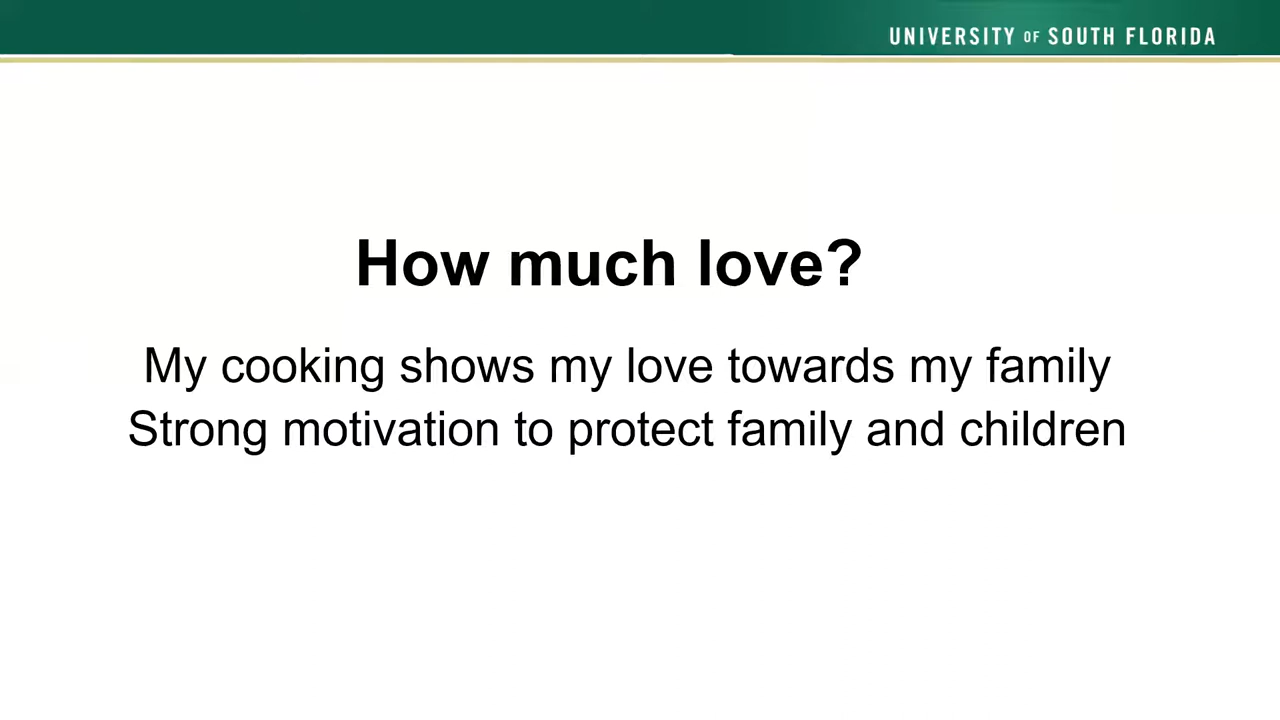 UNIVERSITY OF SOUTH FLORIDA
How much love?
My cooking shows my love towards my family
Strong motivation to protect family and children